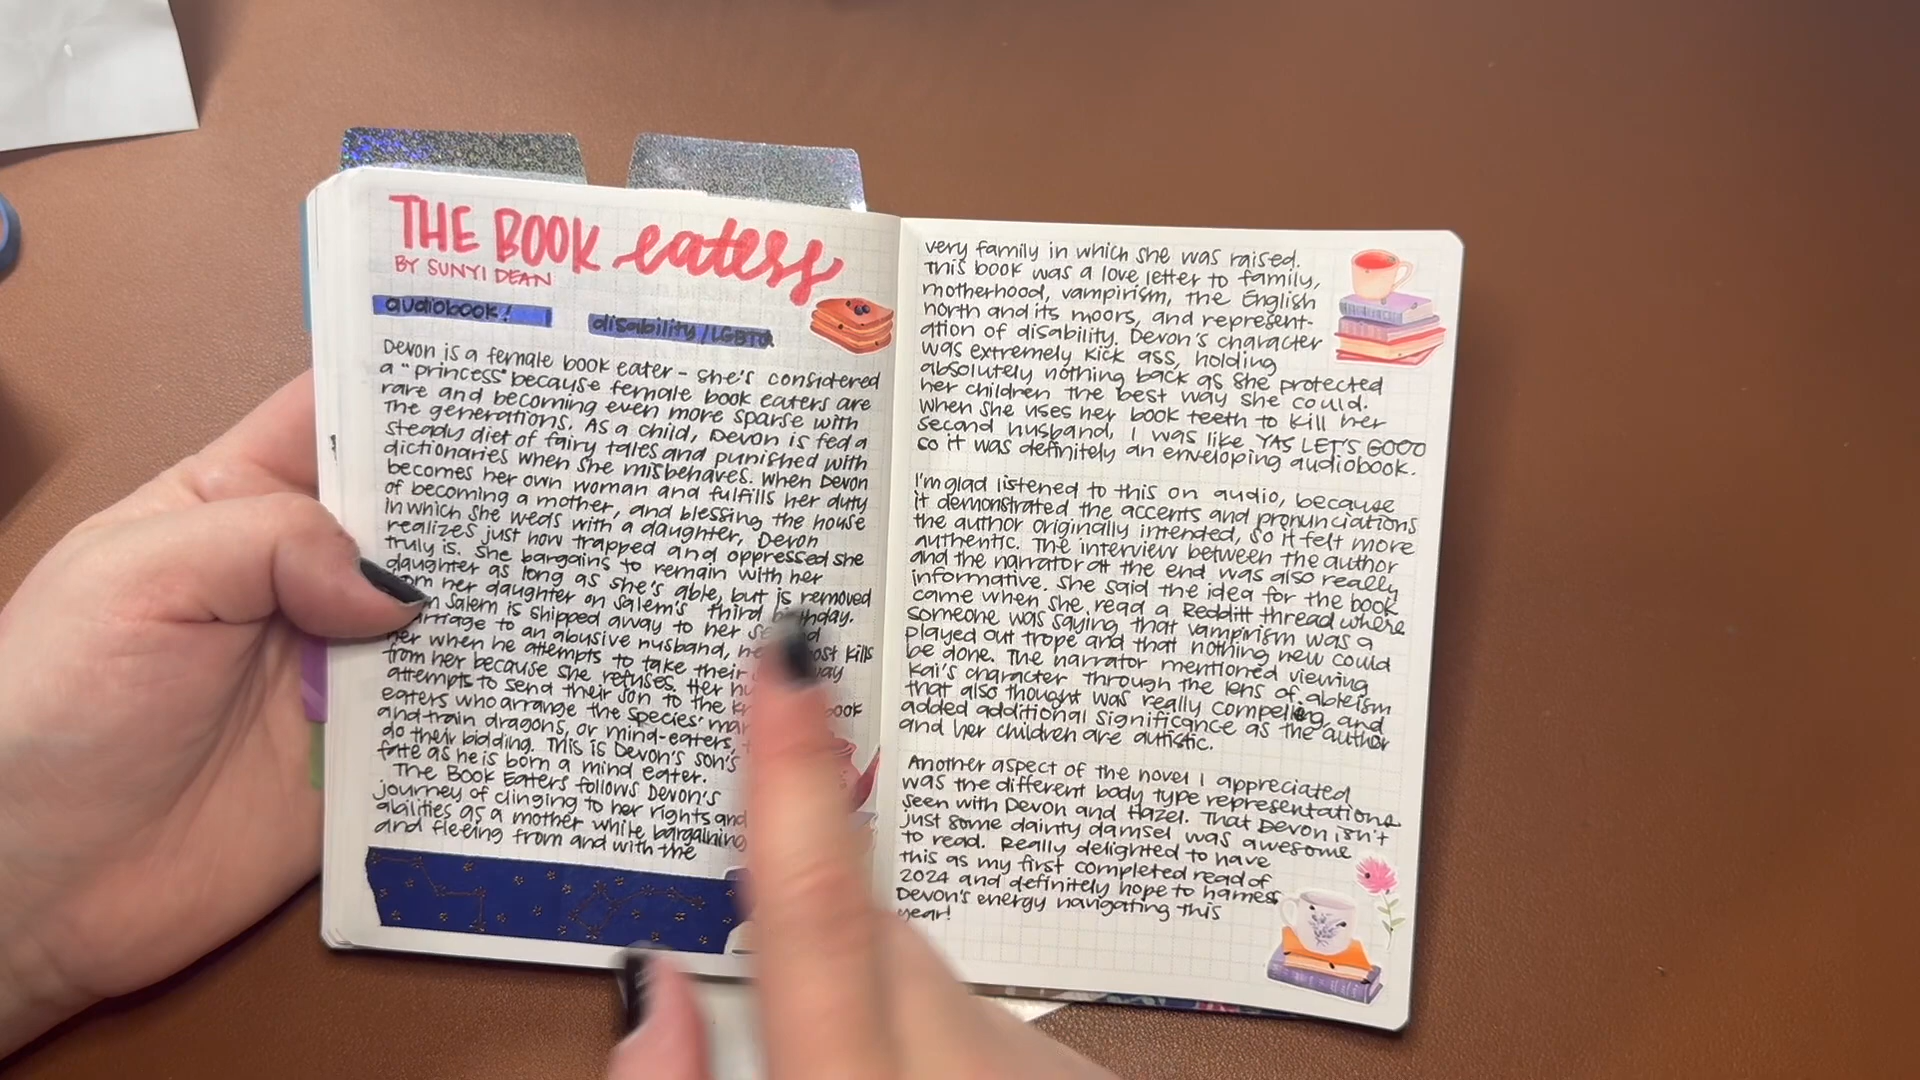 THE BOOK eaters
BY SUNYI DEAN
audiobook!
disability/LGBTQ
Devon is a female book eater - she's considered
a "princess" because female book eaters are
rare and becoming even more sparse with
the generations. As a child, Devon is fed a
steady diet of fairy tales and punished with
dictionaries when she misbehaves. When Devon
becomes her own woman and fulfills her duty
of becoming a mother, and blessing the house
in which she weds with a daughter, Devon
realizes just how trapped and oppressed she
truly is. She bargains to remain with her
daughter as long as she's able, but is removed
from her daughter on Salem's third birthday.
Salem is shipped away to her
marriage to an abusive husband, kills
her when he attempts to take their
from her because she refuses. Her
attempts to send their son to the book
eaters who arrange the species'
and train dragons, or mind-eaters,
do their bidding. This is Devon's son's
fate as he is born a mind eater.
The Book Eaters follows Devon's
journey of clinging to her rights and
abilities as a mother while bargaining
and fleeing from and with the
very family in which she was raised.
This book was a love letter to family,
motherhood, vampirism, the English
north and its moors, and represent-
ation of disability. Devon's character
was extremely kick ass, holding
absolutely nothing back as she protected
her children the best way she could.
When she uses her book teeth to kill her
second husband, I was like YAS LET'S GOOO
so it was definitely an enveloping audiobook.
I'm glad listened to this on audio, because
it demonstrated the accents and pronunciations
the author originally intended, so it felt more
authentic. The interview between the author
and the narrator at the end was also really
informative. She said the idea for the book
came when she read a Redditt thread where
someone was saying that vampirism was a
played out trope and that nothing new could
be done. The narrator mentioned viewing
Kai's character through the lens of ableism
that also thought was really compelling, and
added additional significance as the author
and her children are autistic.
Another aspect of the novel I appreciated
was the different body type representations
seen with Devon and Hazel. That Devon isn't
just some dainty damsel was awesome
to read. Really delighted to have
this as my first completed read of
2024 and definitely hope to harness
Devon's energy navigating this
year!